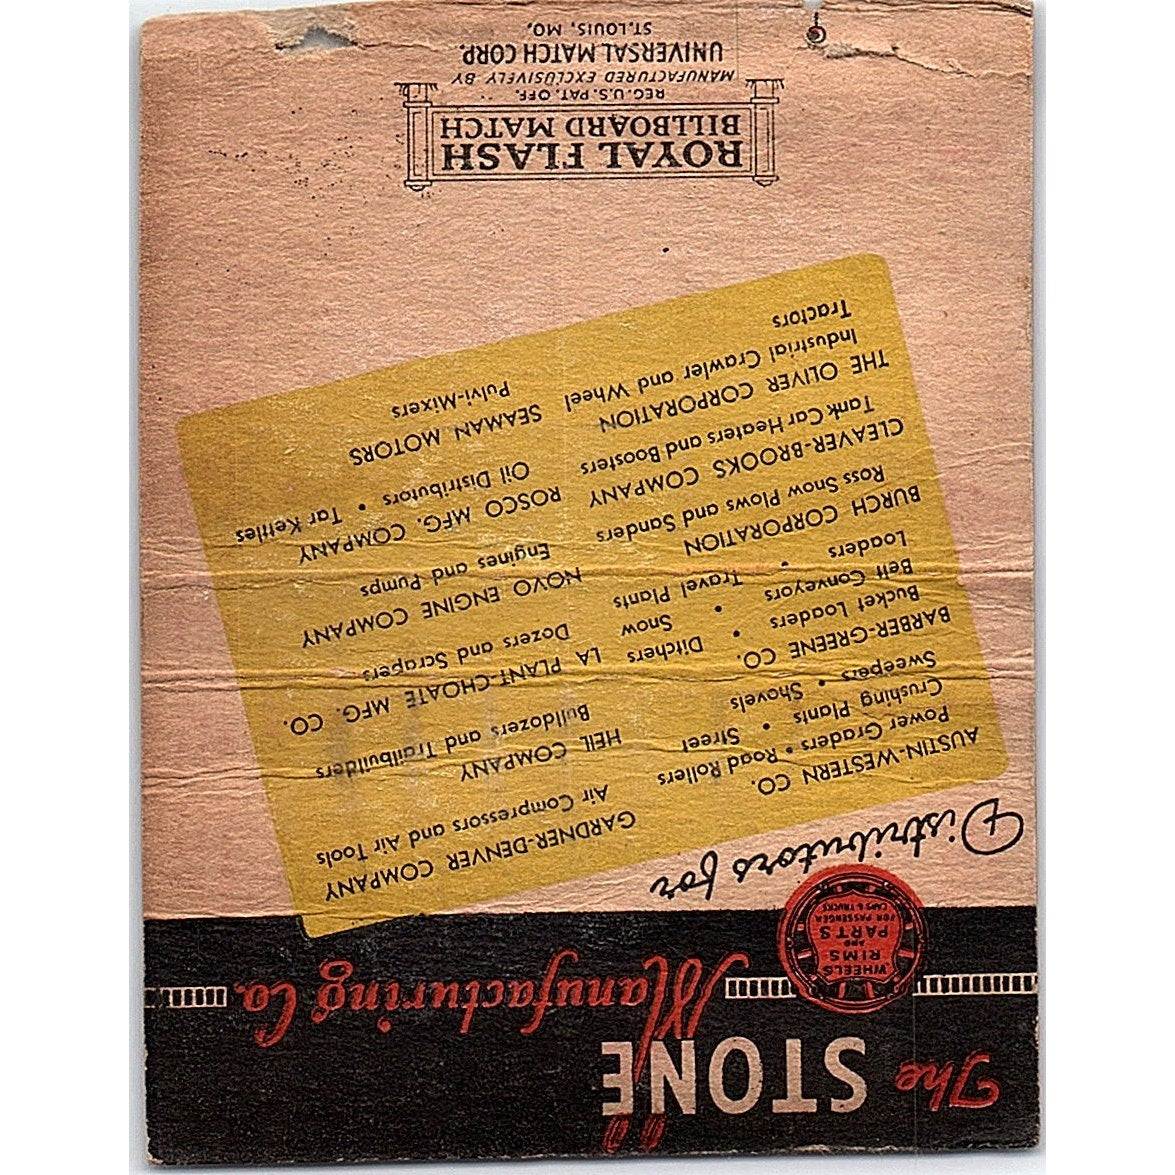 The STONE
Manufacturing Co.
WHEELS
RIMS
AND
PARTS
FOR PASSENGER
CARS & TRUCKS
Distributors for
AUSTIN-WESTERN CO.
Power Graders • Road Rollers
Crushing Plants • Street
Sweepers • Shovels
BARBER-GREENE CO.
Bucket Loaders • Ditchers
Belt Conveyors • Snow
Loaders • Travel Plants
BURCH CORPORATION
Ross Snow Plows and Sanders
CLEAVER-BROOKS COMPANY
Tank Car Heaters and Boosters
THE OLIVER CORPORATION
Industrial Crawler and Wheel
Tractors
GARDNER-DENVER COMPANY
Air Compressors and Air Tools
HEIL COMPANY
Bulldozers and Trailbuilders
LA PLANT-CHOATE MFG. CO.
Dozers and Scrapers
NOVO ENGINE COMPANY
Engines and Pumps
ROSCO MFG. COMPANY
Oil Distributors • Tar Kettles
SEAMAN MOTORS
Pulvi-Mixers
ROYAL FLASH
BILLBOARD MATCH
REG. U.S. PAT. OFF.
MANUFACTURED EXCLUSIVELY BY
UNIVERSAL MATCH CORP.
ST. LOUIS, MO.